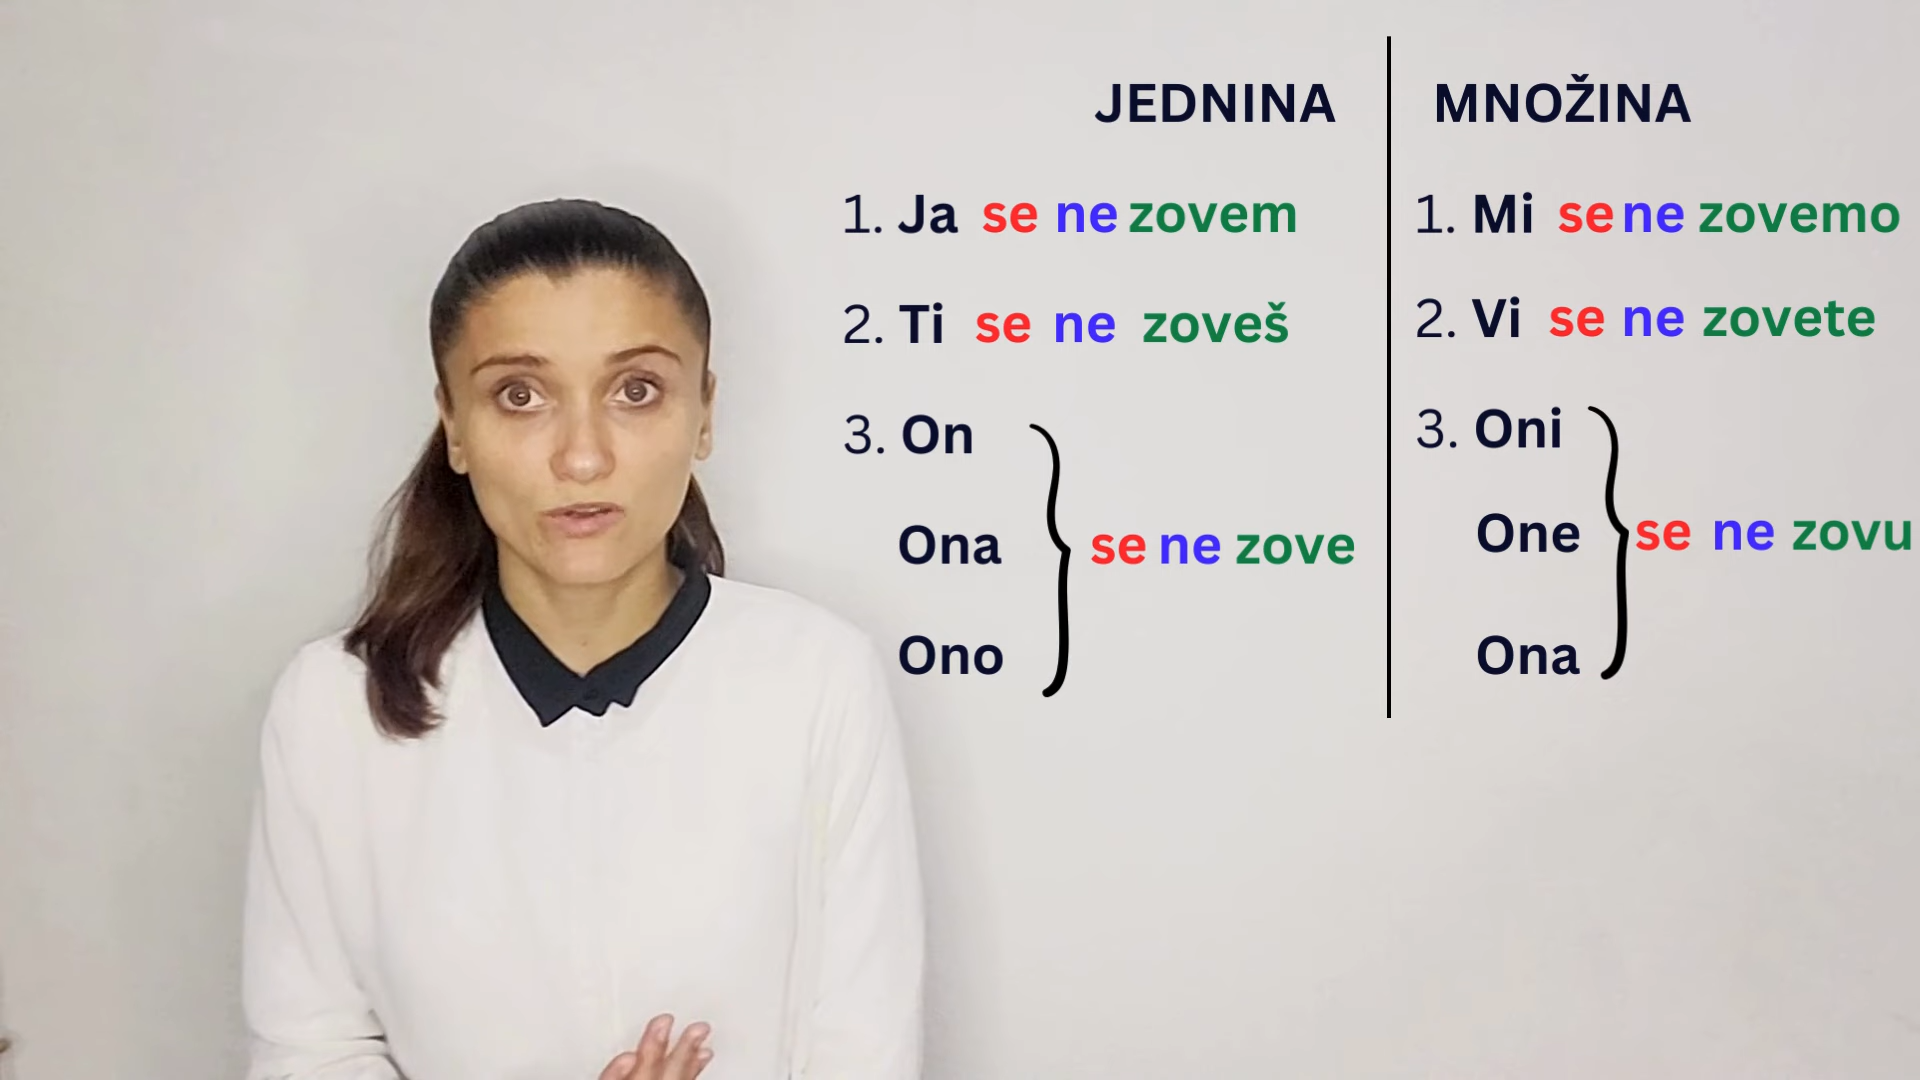 JEDNINA
1. Ja se ne zovem
2. Ti se ne zoveš
3. On
Ona
se ne zove
Ono
MNOŽINA
1. Mi se ne zovemo
2. Vi se ne zovete
3. Oni
One
se ne zovu
Ona